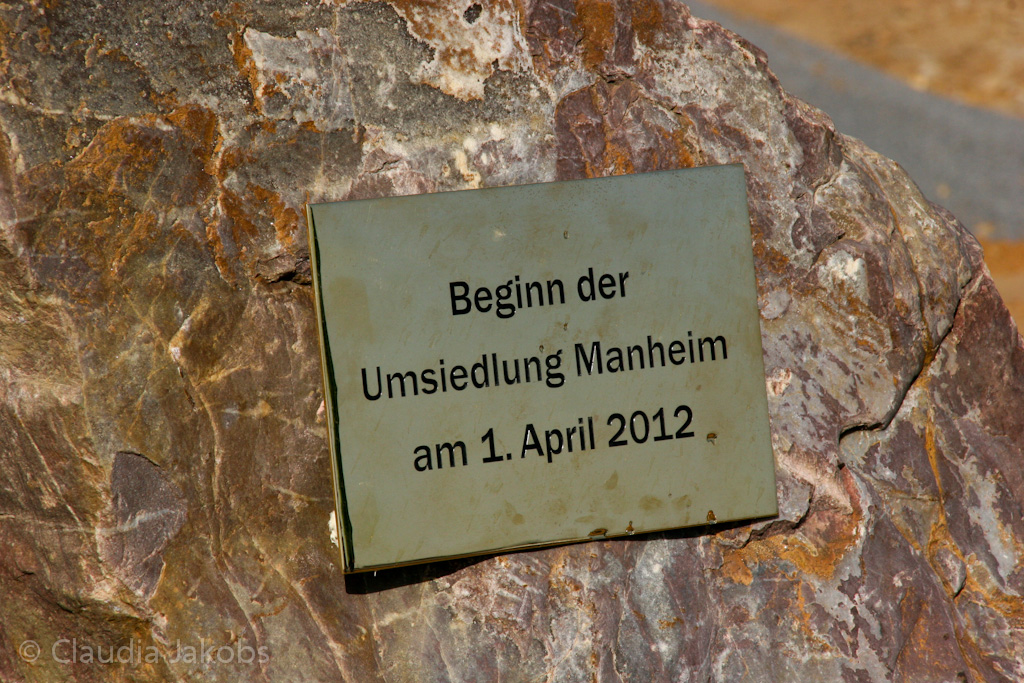 Beginn der
Umsiedlung Manheim
am 1. April 2012
© Claudia Jakobs